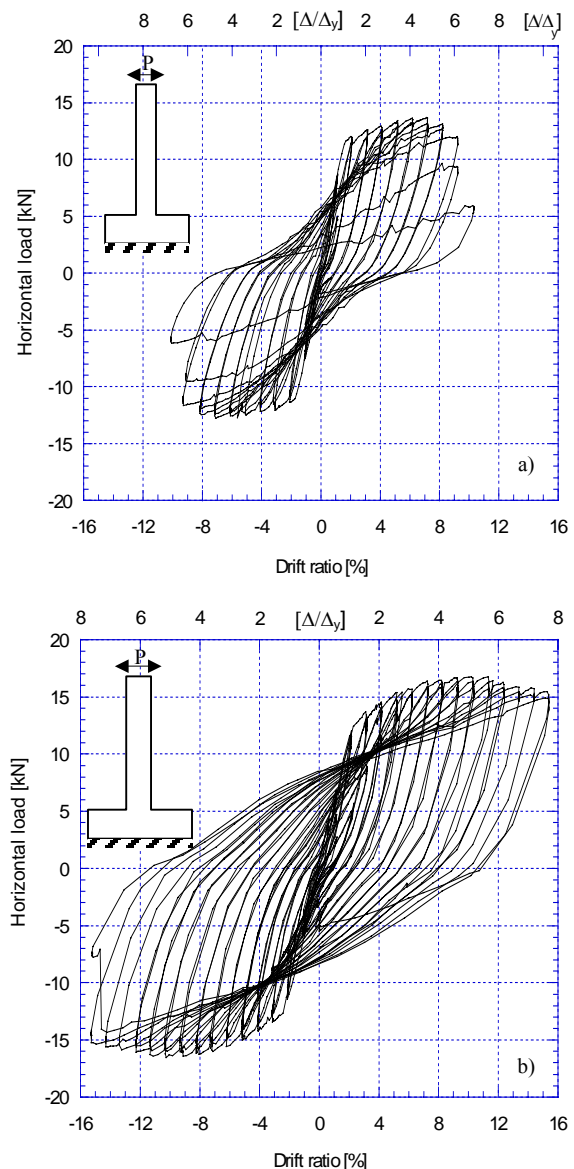 8 6 4 2 [Δ/Δy] 2 4 6 8 [Δ/Δy]
20
15
10
5
0
-5
-10
-15
-20
P
Horizontal load [kN]
a)
-16 -12 -8 -4 0 4 8 12 16
Drift ratio [%]
8 7 6 4 2 [Δ/Δy] 2 4 6 8
20
15
10
5
0
-5
-10
-15
-20
P
Horizontal load [kN]
b)
-16 -12 -8 -4 0 4 8 12 16
Drift ratio [%]